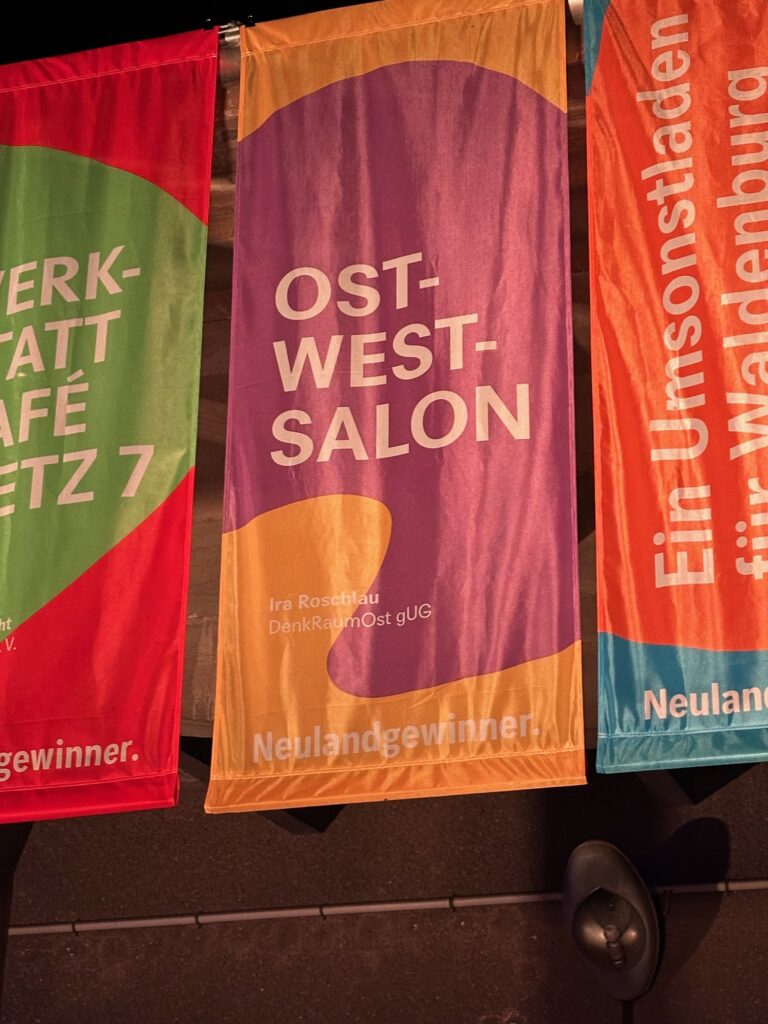 VERK-
TATT
AFÉ
ETZ 7
ht
. V.
gewinner.
OST-
WEST-
SALON
Ira Roschlau
DenkRaumOst gUG
Neulandgewinner.
Ein Umsonstladen
für Waldenburg
Neuland